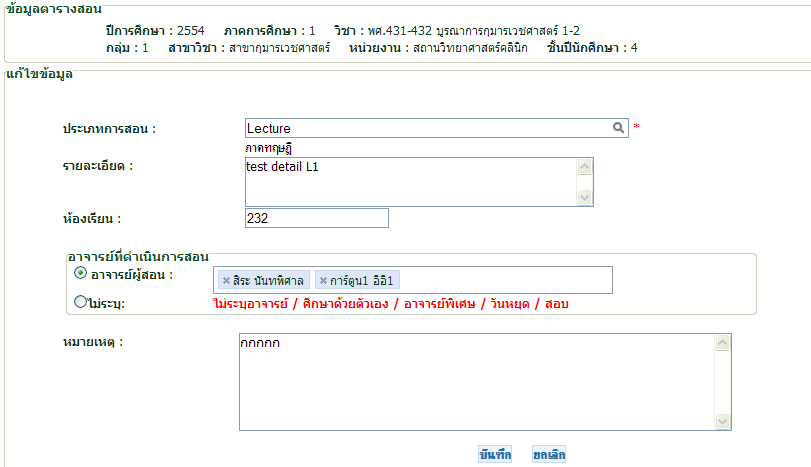 ข้อมูลตารางสอน
ปีการศึกษา : 2554 ภาคการศึกษา : 1 วิชา : พศ.431-432 บูรณาการกุมารเวชศาสตร์ 1-2
กลุ่ม : 1 สาขาวิชา : สาขากุมารเวชศาสตร์ หน่วยงาน : สถานวิทยาศาสตร์คลินิก ชั้นปีนักศึกษา : 4
แก้ไขข้อมูล
ประเภทการสอน : Lecture *
ภาคทฤษฎี
รายละเอียด : test detail L1
ห้องเรียน : 232
อาจารย์ที่ดำเนินการสอน
อาจารย์ผู้สอน : × สิระ นันทพิศาล × การ์ตูน1 อิอิ1
ไม่ระบุ: ไม่ระบุอาจารย์ / ศึกษาด้วยตัวเอง / อาจารย์พิเศษ / วันหยุด / สอบ
หมายเหตุ : กกกกก
บันทึก ยกเลิก